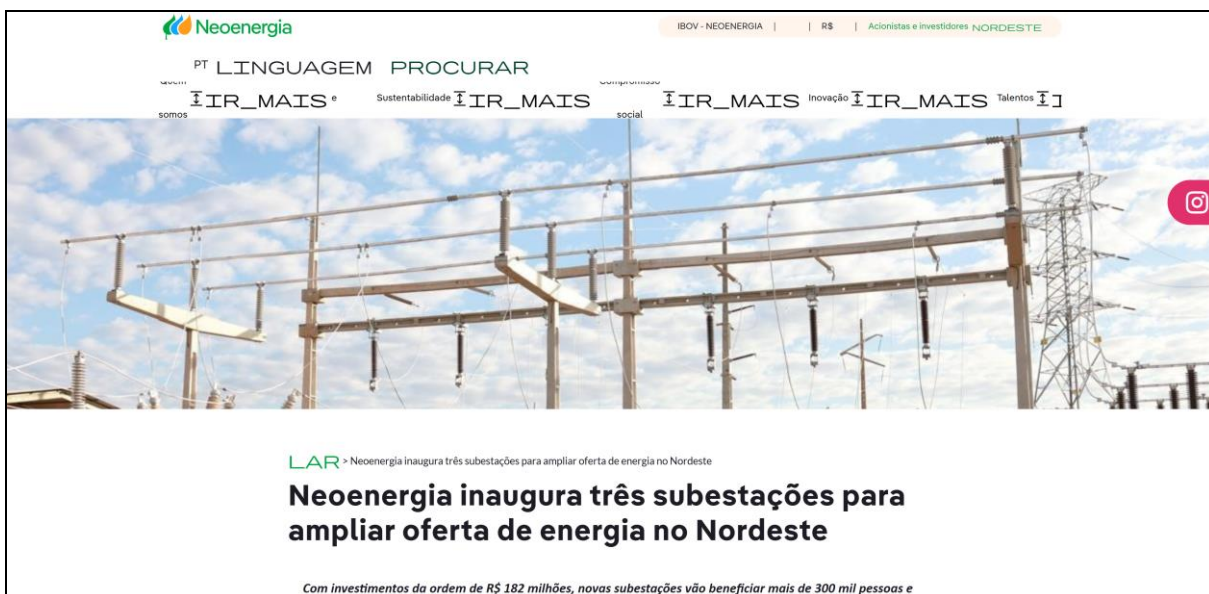 Neoenergia
IBOV - NEOENERGIA | | R$ | Acionistas e investidores NORDESTE
PT LINGUAGEM PROCURAR
Quem somos IR_MAIS e Sustentabilidade IR_MAIS Compromisso social IR_MAIS Inovação IR_MAIS Talentos
LAR > Neoenergia inaugura três subestações para ampliar oferta de energia no Nordeste
Neoenergia inaugura três subestações para
ampliar oferta de energia no Nordeste
Com investimentos da ordem de R$ 182 milhões, novas subestações vão beneficiar mais de 300 mil pessoas e